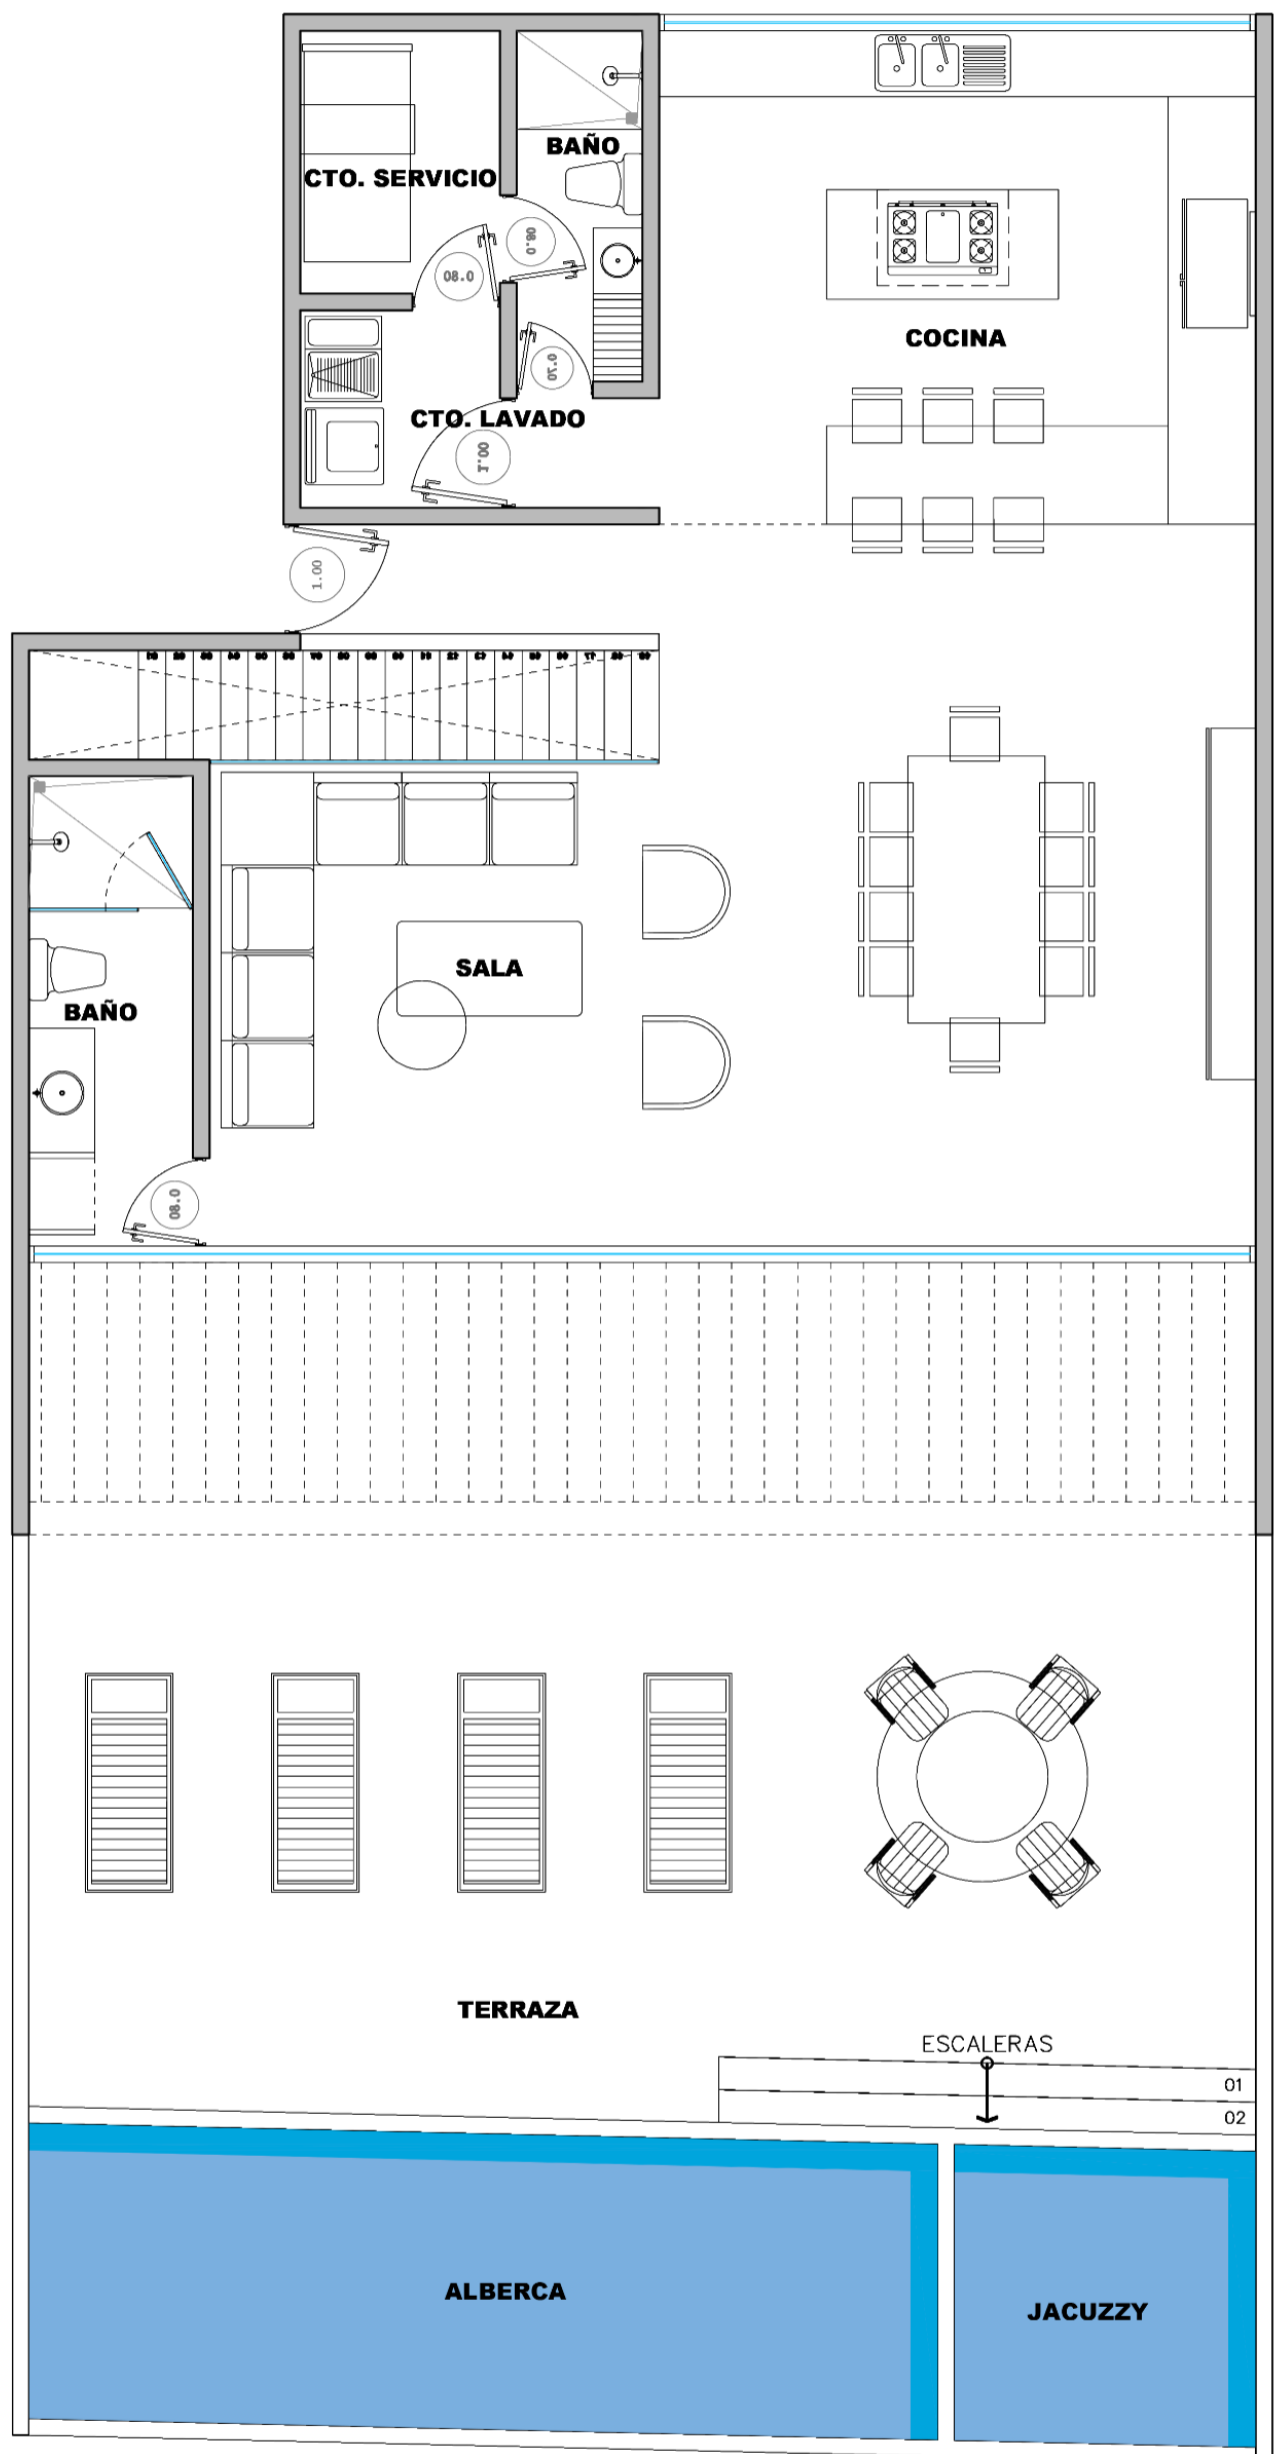 BAÑO
CTO. SERVICIO
0.90
0.80
COCINA
0.70
CTO. LAVADO
1.00
1.00
SALA
BAÑO
0.80
TERRAZA
ESCALERAS
01
02
ALBERCA
JACUZZY